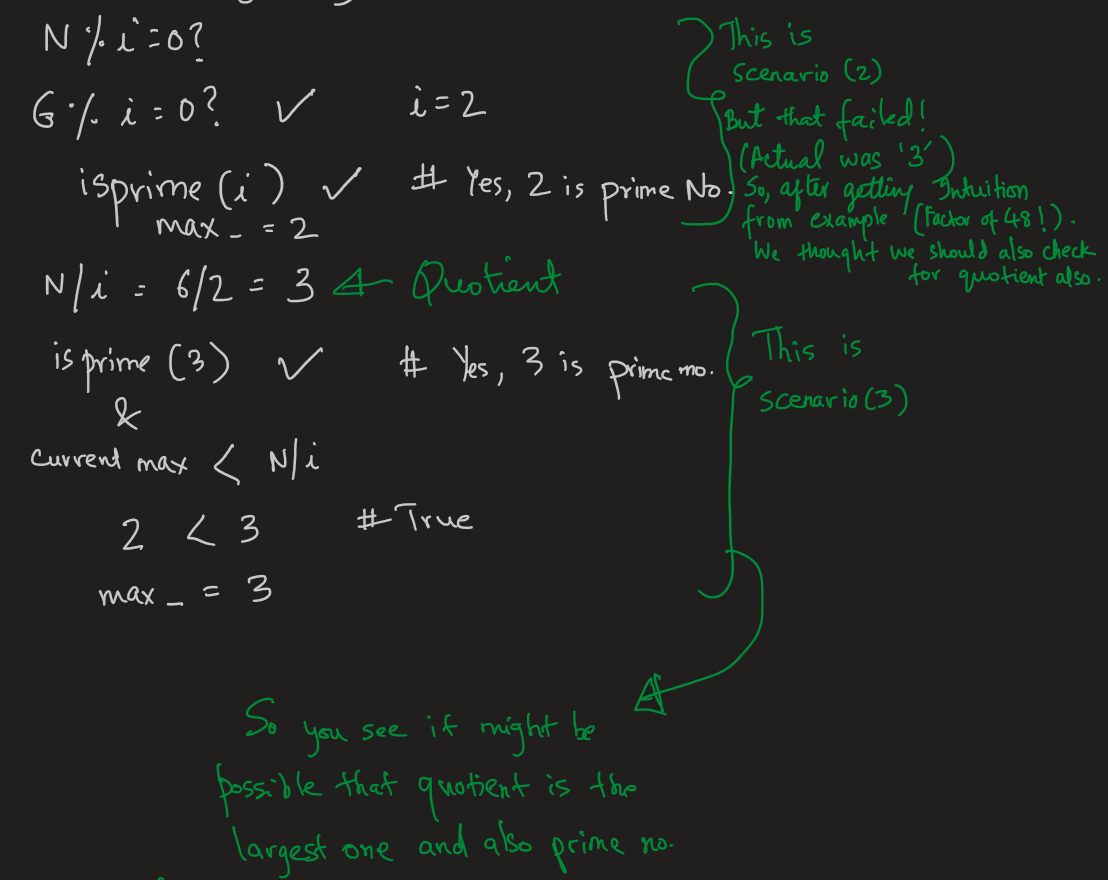 N % i = 0?
6 % i = 0? ✓ i = 2
isprime (i) ✓ # Yes, 2 is prime No.
max_ = 2
N/i = 6/2 = 3 ← Quotient
is prime (3) ✓ # Yes, 3 is prime no.
&
Current max < N/i
2 < 3 # True
max_ = 3
This is
scenario (2)
But that failed!
(Actual was '3')
So, after getting Intuition
from example (Factor of 48!).
We thought we should also check
for quotient also.
This is
scenario (3)
So you see it might be
possible that quotient is the
largest one and also prime no.